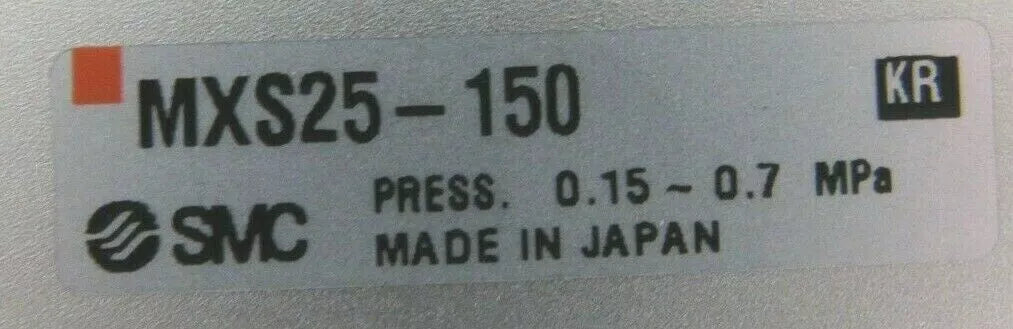 MXS25-150 KR
PRESS. 0.15~0.7 MPa
SMC MADE IN JAPAN